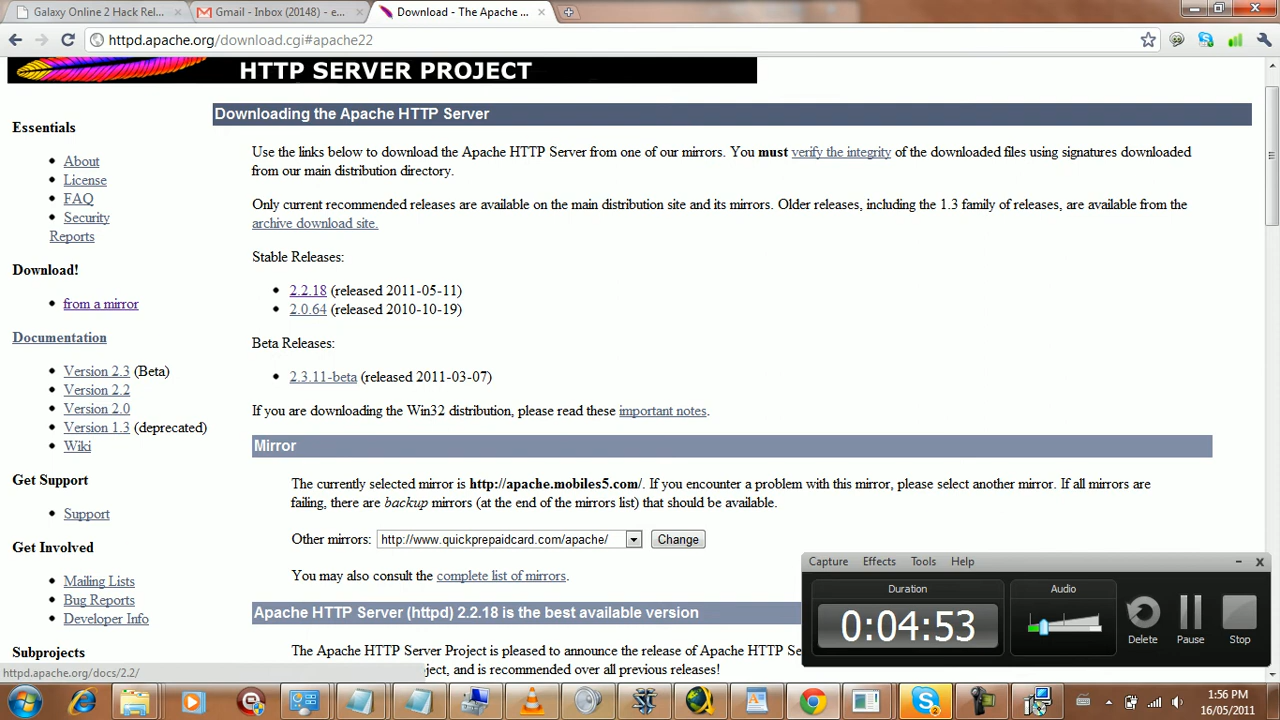 Galaxy Online 2 Hack Rel...
Gmail - Inbox (20148) - e...
Download - The Apache ...
httpd.apache.org/download.cgi#apache22
HTTP SERVER PROJECT
Essentials
About
License
FAQ
Security
Reports
Download!
from a mirror
Documentation
Version 2.3 (Beta)
Version 2.2
Version 2.0
Version 1.3 (deprecated)
Wiki
Get Support
Support
Get Involved
Mailing Lists
Bug Reports
Developer Info
Subprojects
httpd.apache.org/docs/2.2/
Downloading the Apache HTTP Server
Use the links below to download the Apache HTTP Server from one of our mirrors. You must verify the integrity of the downloaded files using signatures downloaded
from our main distribution directory.
Only current recommended releases are available on the main distribution site and its mirrors. Older releases, including the 1.3 family of releases, are available from the
archive download site.
Stable Releases:
2.2.18 (released 2011-05-11)
2.0.64 (released 2010-10-19)
Beta Releases:
2.3.11-beta (released 2011-03-07)
If you are downloading the Win32 distribution, please read these important notes.
Mirror
The currently selected mirror is http://apache.mobiles5.com/. If you encounter a problem with this mirror, please select another mirror. If all mirrors are
failing, there are backup mirrors (at the end of the mirrors list) that should be available.
Other mirrors: http://www.quickprepaidcard.com/apache/ Change
You may also consult the complete list of mirrors.
Apache HTTP Server (httpd) 2.2.18 is the best available version
The Apache HTTP Server Project is pleased to announce the release of Apache HTTP S
oject, and is recommended over all previous releases!
Capture Effects Tools Help
Duration
Audio
0:04:53
Delete
Pause
Stop
2
1:56 PM
16/05/2011